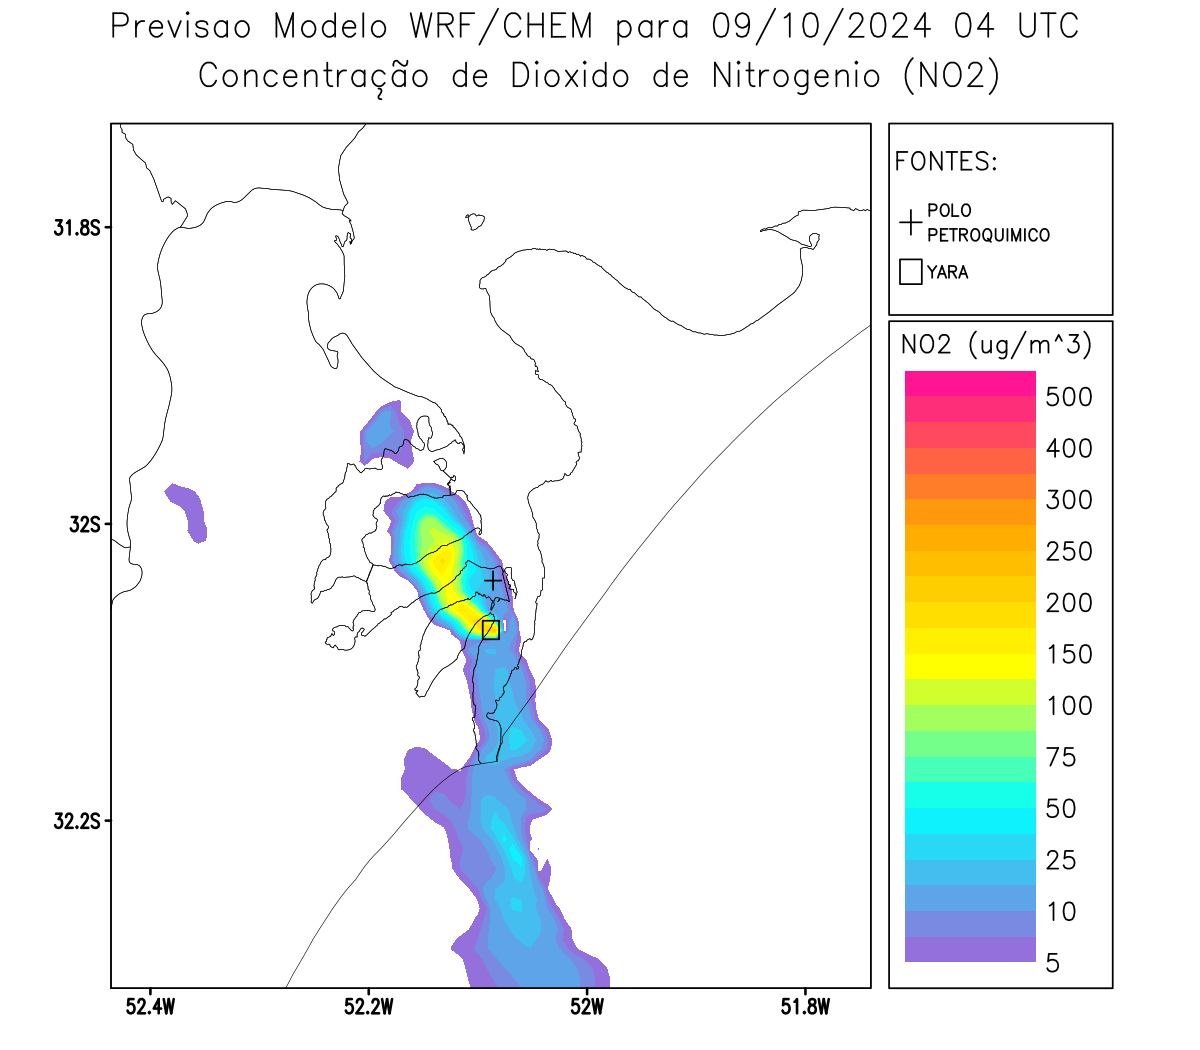 Previsao Modelo WRF/CHEM para 09/10/2024 04 UTC
Concentração de Dioxido de Nitrogenio (NO2)
FONTES:
POLO
PETROQUIMICO
YARA
NO2 (ug/m^3)
500
400
300
250
200
150
100
75
50
25
10
5
31.8S
32S
32.2S
52.4W
52.2W
52W
51.8W